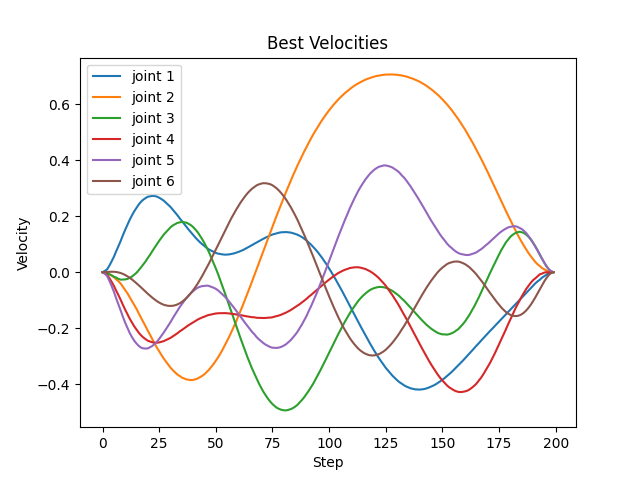 Best Velocities
joint 1
joint 2
joint 3
joint 4
joint 5
joint 6
Velocity
0.6
0.4
0.2
0.0
−0.2
−0.4
0 25 50 75 100 125 150 175 200
Step